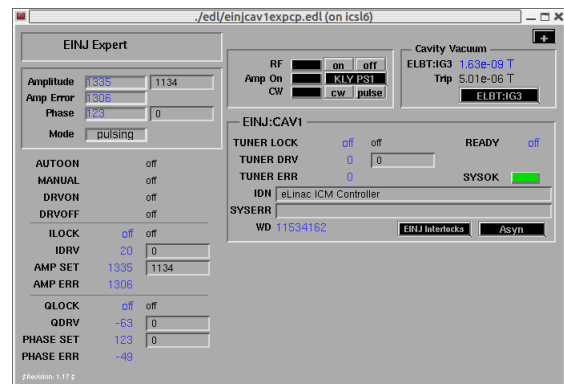 ./edl/einjcav1expcp.edl (on icsl6)
EINJ Expert
Amplitude 1335 1134
Amp Error 1306
Phase 123 0
Mode pulsing
AUTOON off
MANUAL off
DRVON off
DRVOFF off
ILOCK off off
IDRV 20 0
AMP SET 1335 1134
AMP ERR 1306
QLOCK off off
QDRV -63 0
PHASE SET 123 0
PHASE ERR -49
$Revision: 1.17 $
RF on off
Amp On KLY PS1
CW cw pulse
Cavity Vacuum
ELBT:IG3 1.63e-09 T
Trip 5.01e-06 T
ELBT:IG3
+
EINJ:CAV1
TUNER LOCK off off READY off
TUNER DRV 0 0
TUNER ERR 0 SYSOK
IDN eLinac ICM Controller
SYSERR
WD 11534162 EINJ Interlocks Asyn